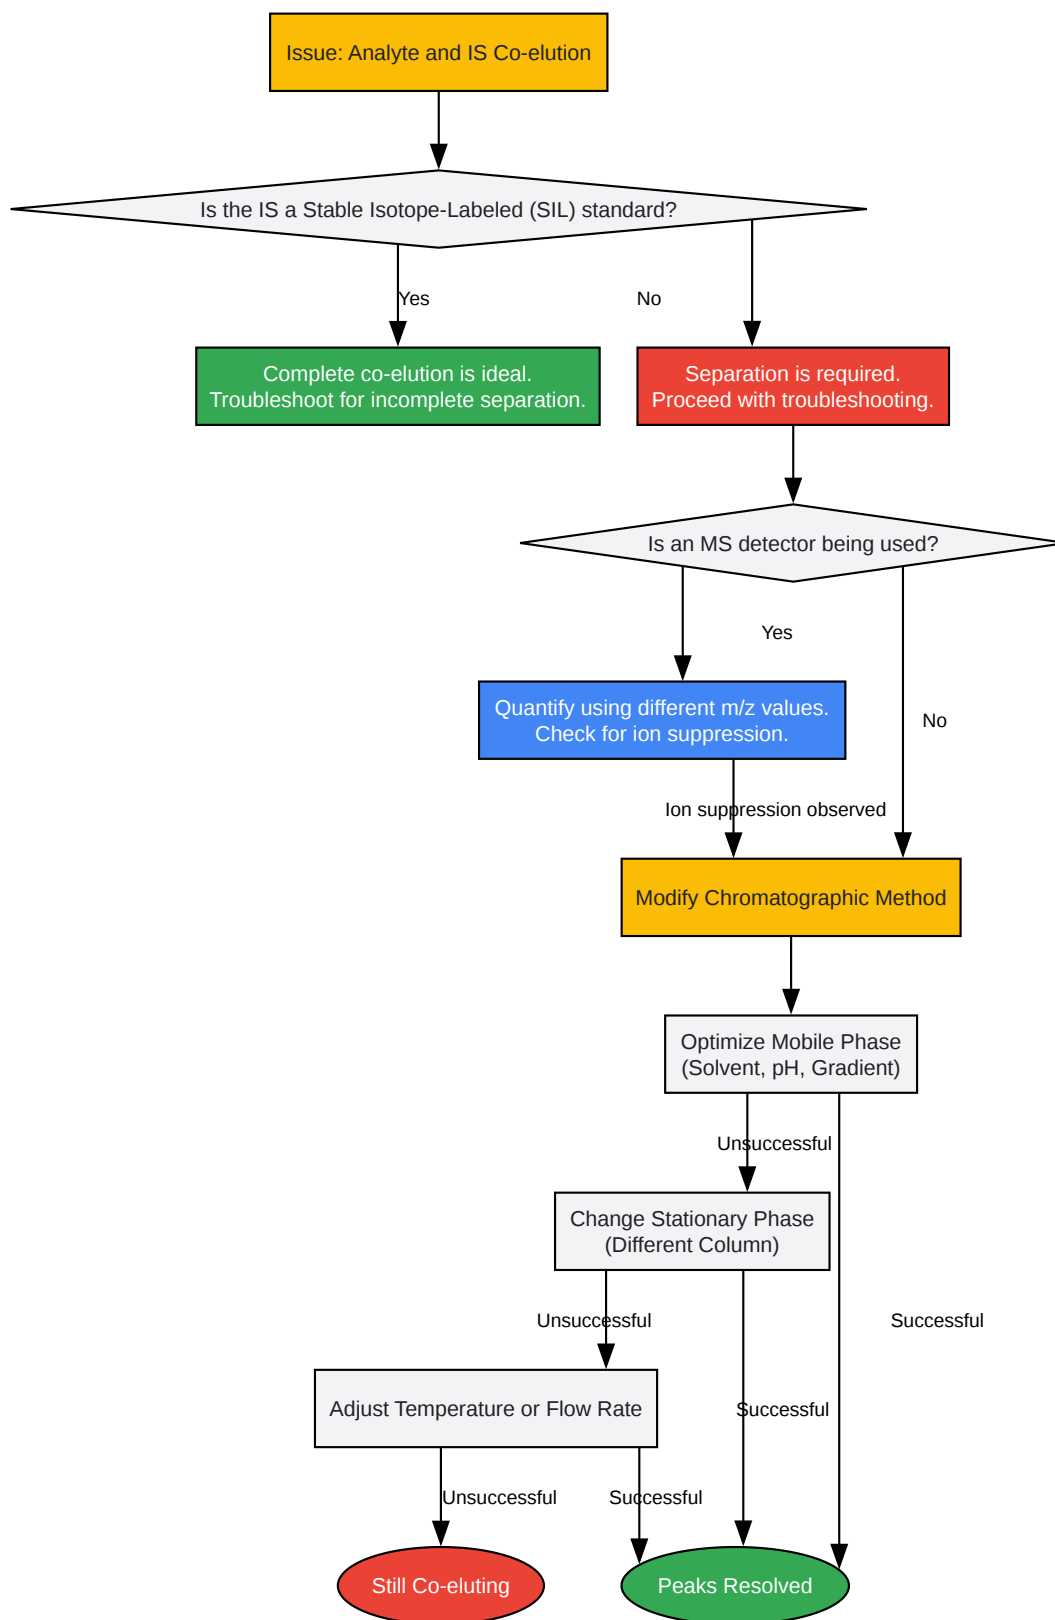 Issue: Analyte and IS Co-elution
Is the IS a Stable Isotope-Labeled (SIL) standard?
Yes
No
Complete co-elution is ideal.
Troubleshoot for incomplete separation.
Separation is required.
Proceed with troubleshooting.
Is an MS detector being used?
Yes
Quantify using different m/z values.
Check for ion suppression.
No
Ion suppression observed
Modify Chromatographic Method
Optimize Mobile Phase
(Solvent, pH, Gradient)
Unsuccessful
Change Stationary Phase
(Different Column)
Unsuccessful
Successful
Adjust Temperature or Flow Rate
Successful
Unsuccessful
Successful
Still Co-eluting
Peaks Resolved